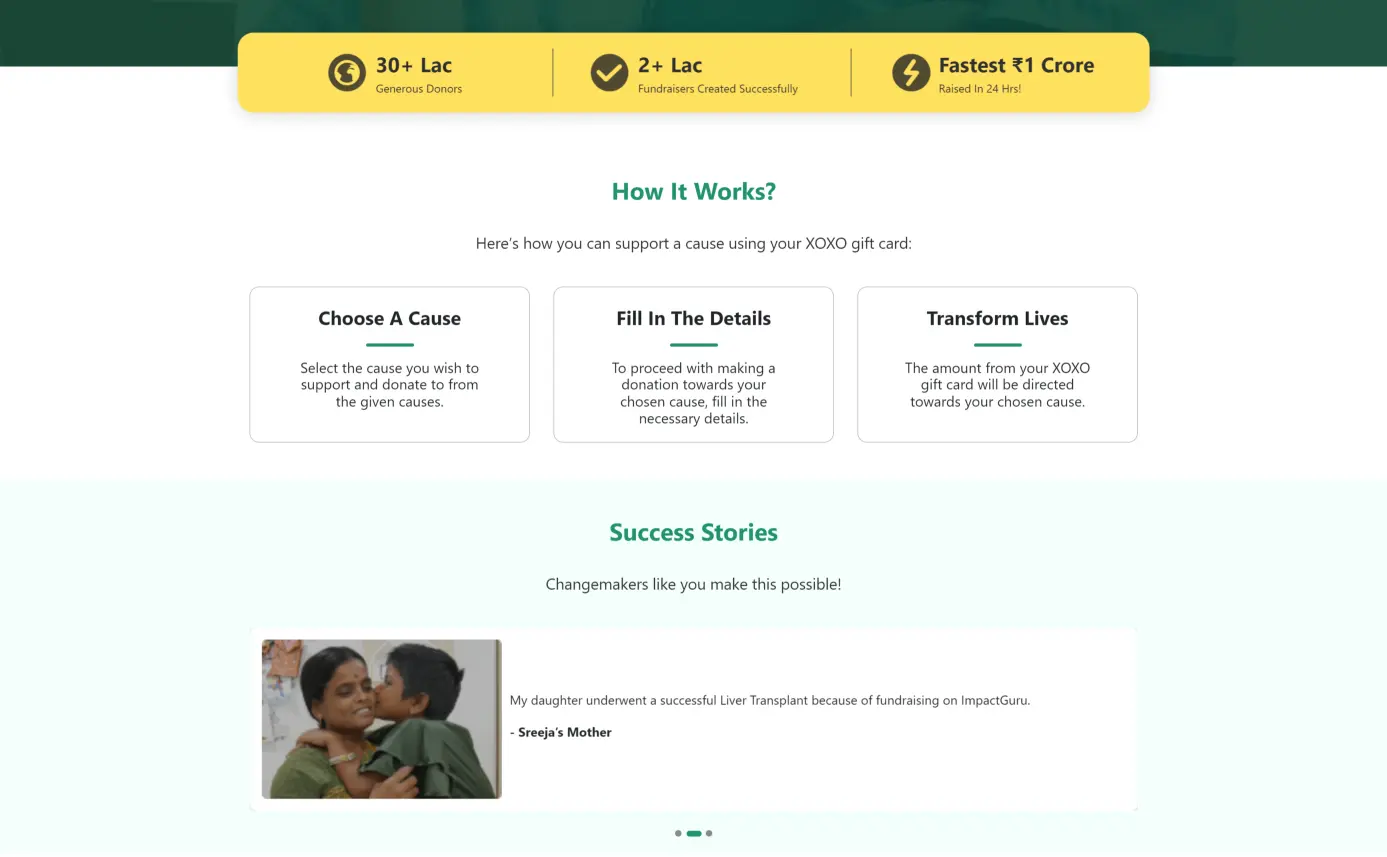 30+ Lac
Generous Donors
2+ Lac
Fundraisers Created Successfully
Fastest ₹1 Crore
Raised In 24 Hrs!
How It Works?
Here's how you can support a cause using your XOXO gift card:
Choose A Cause
Select the cause you wish to
support and donate to from
the given causes.
Fill In The Details
To proceed with making a
donation towards your
chosen cause, fill in the
necessary details.
Transform Lives
The amount from your XOXO
gift card will be directed
towards your chosen cause.
Success Stories
Changemakers like you make this possible!
My daughter underwent a successful Liver Transplant because of fundraising on ImpactGuru.
- Sreeja's Mother